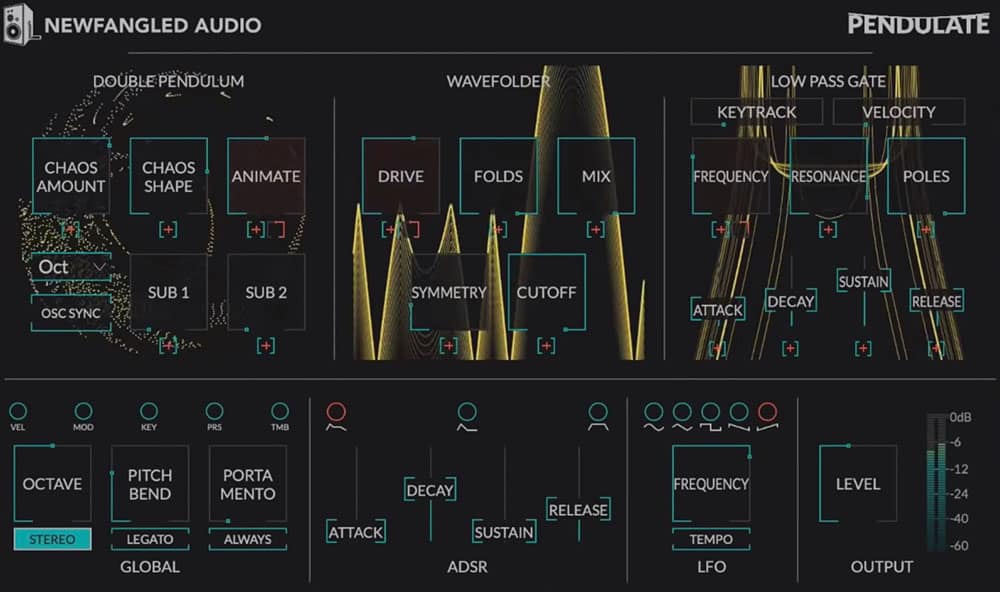 NEWFANGLED AUDIO
PENDULATE
DOUBLE PENDULUM
WAVEFOLDER
LOW PASS GATE
KEYTRACK
VELOCITY
CHAOS
AMOUNT
CHAOS
SHAPE
ANIMATE
DRIVE
FOLDS
MIX
FREQUENCY
RESONANCE
POLES
Oct
OSC SYNC
SUB 1
SUB 2
SYMMETRY
CUTOFF
ATTACK
DECAY
SUSTAIN
RELEASE
VEL
MOD
KEY
PRS
TMB
OCTAVE
PITCH
BEND
PORTA
MENTO
STEREO
LEGATO
ALWAYS
GLOBAL
ATTACK
DECAY
SUSTAIN
RELEASE
ADSR
FREQUENCY
TEMPO
LFO
LEVEL
OUTPUT
0dB
-6
-12
-24
-40
-60